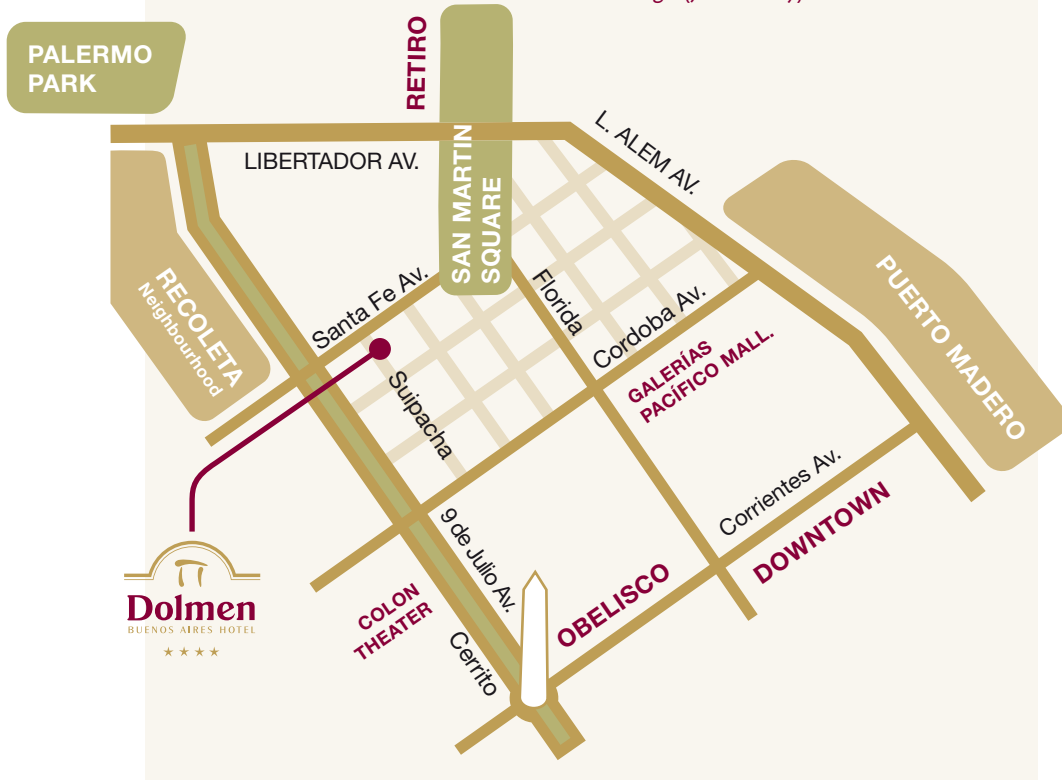 PALERMO
PARK
RETIRO
LIBERTADOR AV.
L. ALEM AV.
SAN MARTIN
SQUARE
RECOLETA
Neighbourhood
Santa Fe Av.
Florida
Cordoba Av.
PUERTO MADERO
GALERÍAS
PACÍFICO MALL.
Suipacha
9 de Julio Av.
Corrientes Av.
DOWNTOWN
OBELISCO
COLON
THEATER
Cerrito
Dolmen
BUENOS AIRES HOTEL